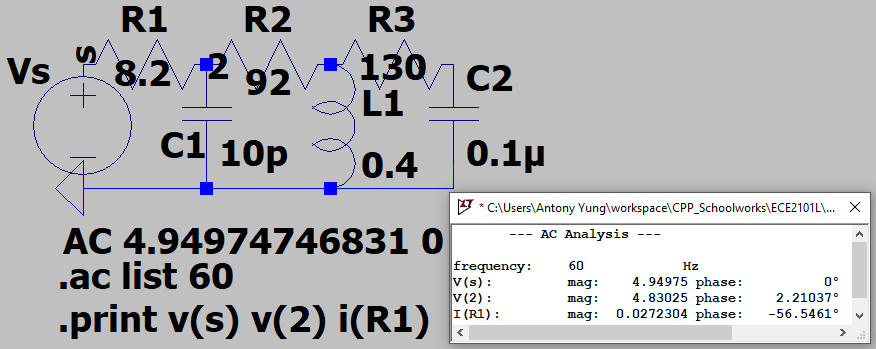 R1 R2 R3
Vs s 8.2 2 92 130 C2
L1
C1 10p 0.4 0.1µ
AC 4.94974746831 0
.ac list 60
.print v(s) v(2) i(R1)
* C:\Users\Antony Yung\workspace\CPP_Schoolworks\ECE2101L\...
--- AC Analysis ---
frequency: 60 Hz
V(s): mag: 4.94975 phase: 0°
V(2): mag: 4.83025 phase: 2.21037°
I(R1): mag: 0.0272304 phase: -56.5461°